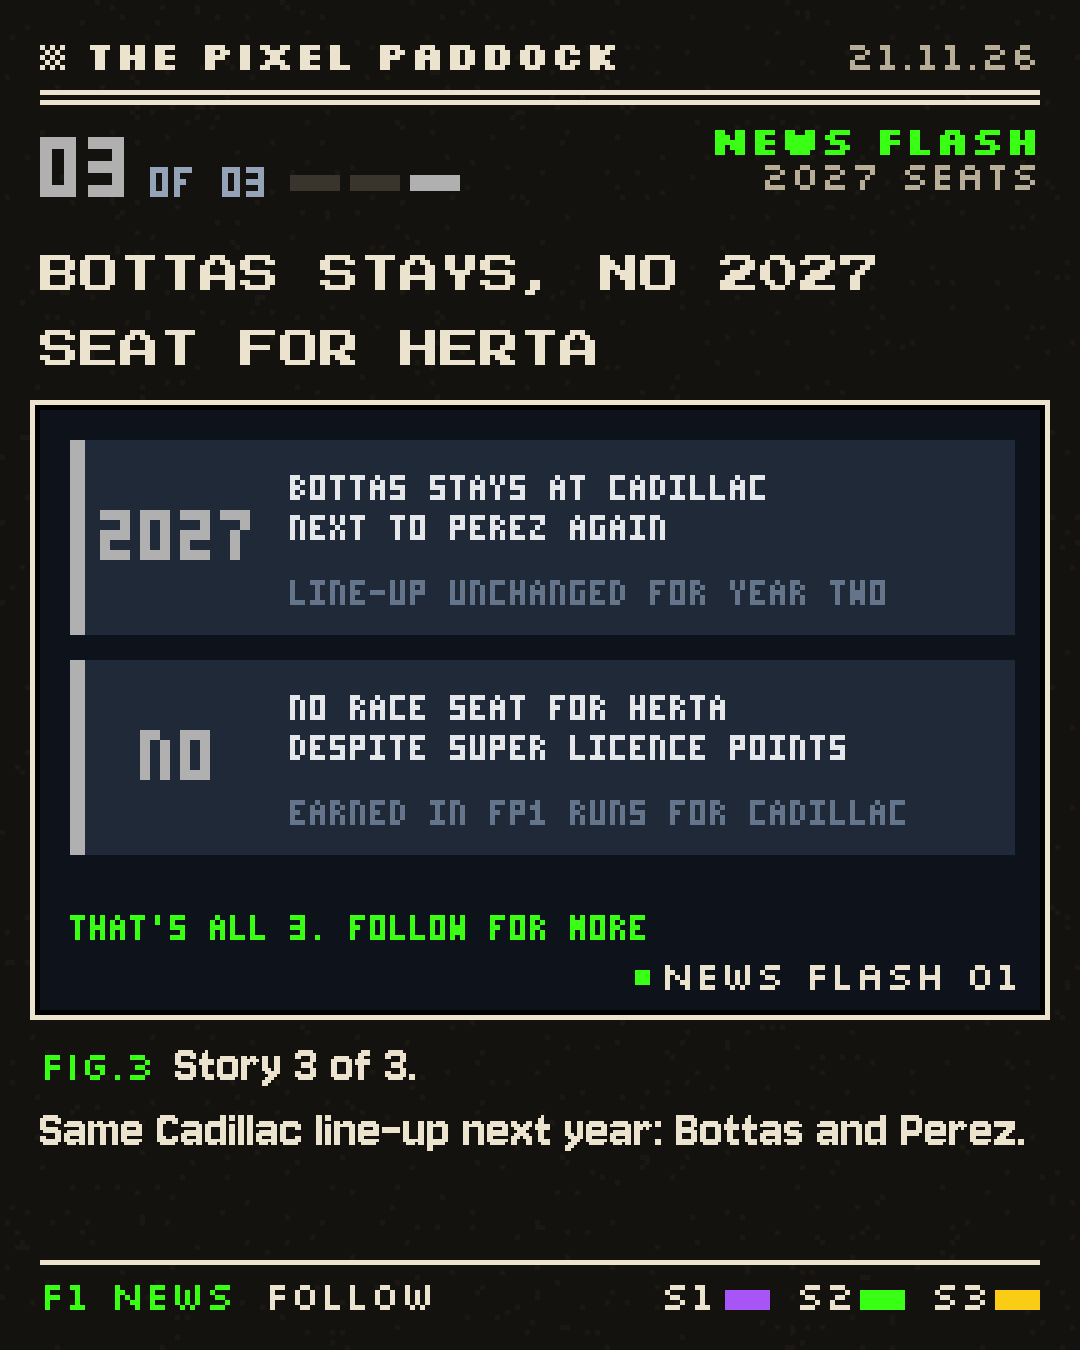 THE PIXEL PADDOCK
21.11.26
03 OF 03
NEWS FLASH
2027 SEATS
BOTTAS STAYS, NO 2027
SEAT FOR HERTA
2027
BOTTAS STAYS AT CADILLAC
NEXT TO PEREZ AGAIN
LINE-UP UNCHANGED FOR YEAR TWO
NO
NO RACE SEAT FOR HERTA
DESPITE SUPER LICENCE POINTS
EARNED IN FP1 RUNS FOR CADILLAC
THAT'S ALL 3. FOLLOW FOR MORE
NEWS FLASH 01
FIG.3 Story 3 of 3.
Same Cadillac line-up next year: Bottas and Perez.
F1 NEWS FOLLOW
S1 S2 S3